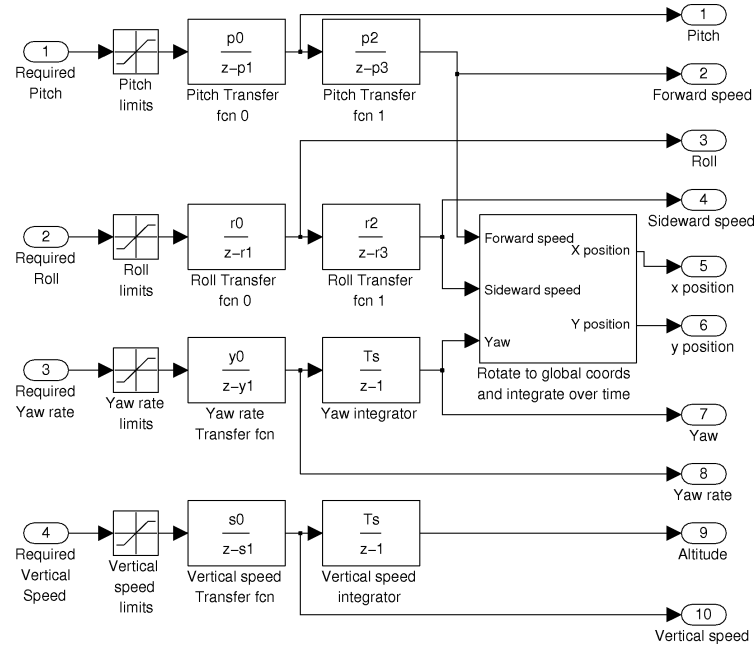 1
Required
Pitch
Pitch
limits
p0
z−p1
Pitch Transfer
fcn 0
p2
z−p3
Pitch Transfer
fcn 1
1
Pitch
2
Forward speed
3
Roll
2
Required
Roll
Roll
limits
r0
z−r1
Roll Transfer
fcn 0
r2
z−r3
Roll Transfer
fcn 1
4
Sideward speed
Forward speed
X position
Sideward speed
Y position
Yaw
Rotate to global coords
and integrate over time
5
x position
6
y position
3
Required
Yaw rate
Yaw rate
limits
y0
z−y1
Yaw rate
Transfer fcn
Ts
z−1
Yaw integrator
7
Yaw
8
Yaw rate
4
Required
Vertical
Speed
Vertical
speed
limits
s0
z−s1
Vertical speed
Transfer fcn
Ts
z−1
Vertical speed
integrator
9
Altitude
10
Vertical speed